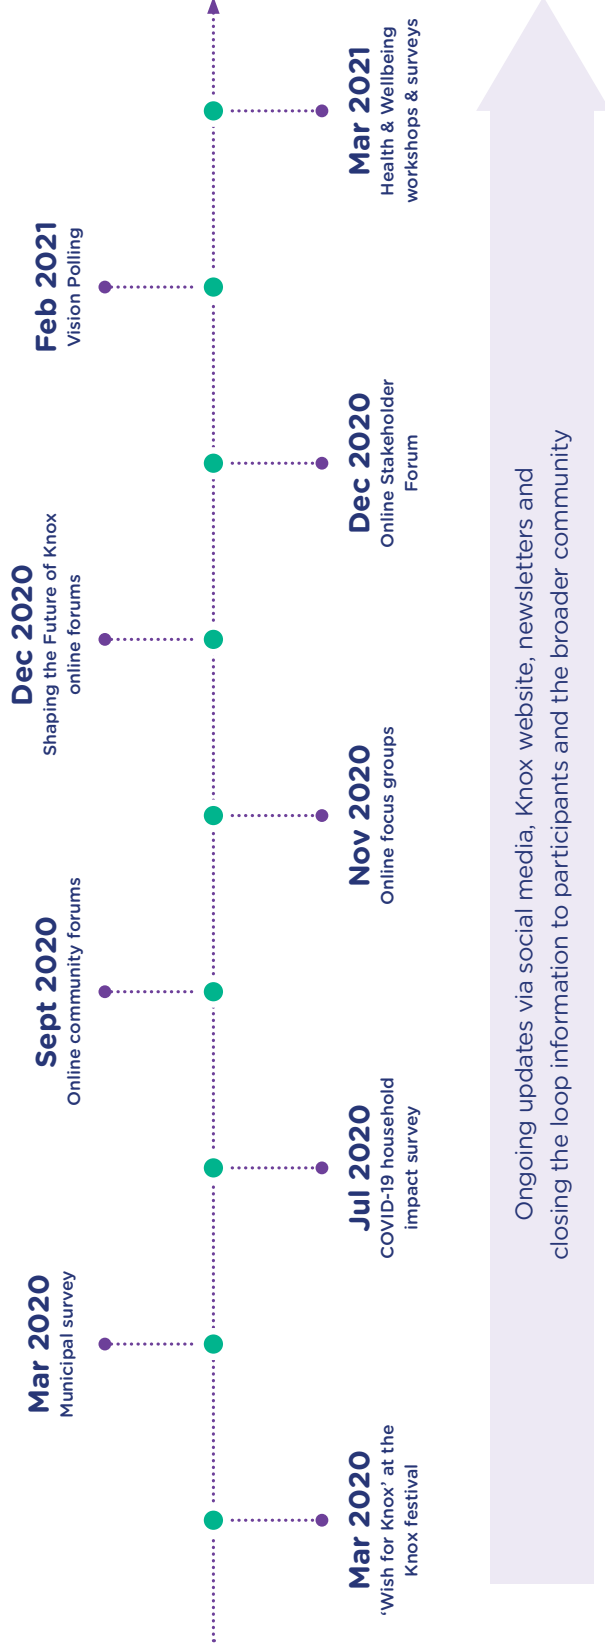 Mar 2020
‘Wish for Knox’ at the
Knox festival
Mar 2020
Municipal survey
Jul 2020
COVID-19 household
impact survey
Sept 2020
Online community forums
Nov 2020
Online focus groups
Dec 2020
Shaping the Future of Knox
online forums
Dec 2020
Online Stakeholder
Forum
Feb 2021
Vision Polling
Mar 2021
Health & Wellbeing
workshops & surveys
Ongoing updates via social media, Knox website, newsletters and
closing the loop information to participants and the broader community